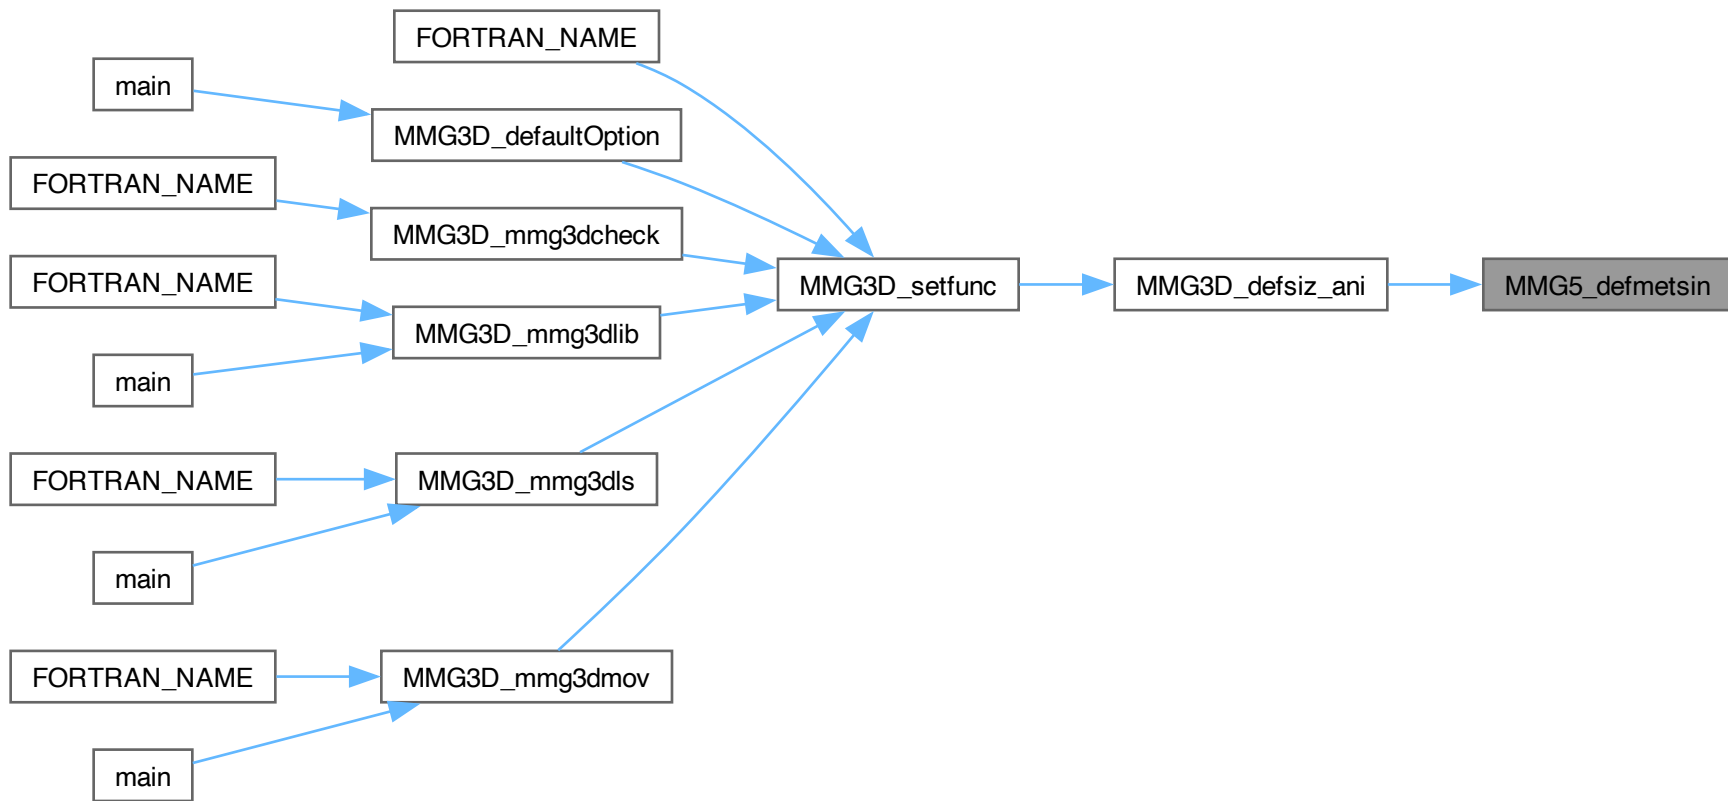 FORTRAN_NAME
main
MMG3D_defaultOption
FORTRAN_NAME
MMG3D_mmg3dcheck
FORTRAN_NAME
MMG3D_setfunc
MMG3D_defsiz_ani
MMG5_defmetsin
MMG3D_mmg3dlib
main
FORTRAN_NAME
MMG3D_mmg3dls
main
FORTRAN_NAME
MMG3D_mmg3dmov
main